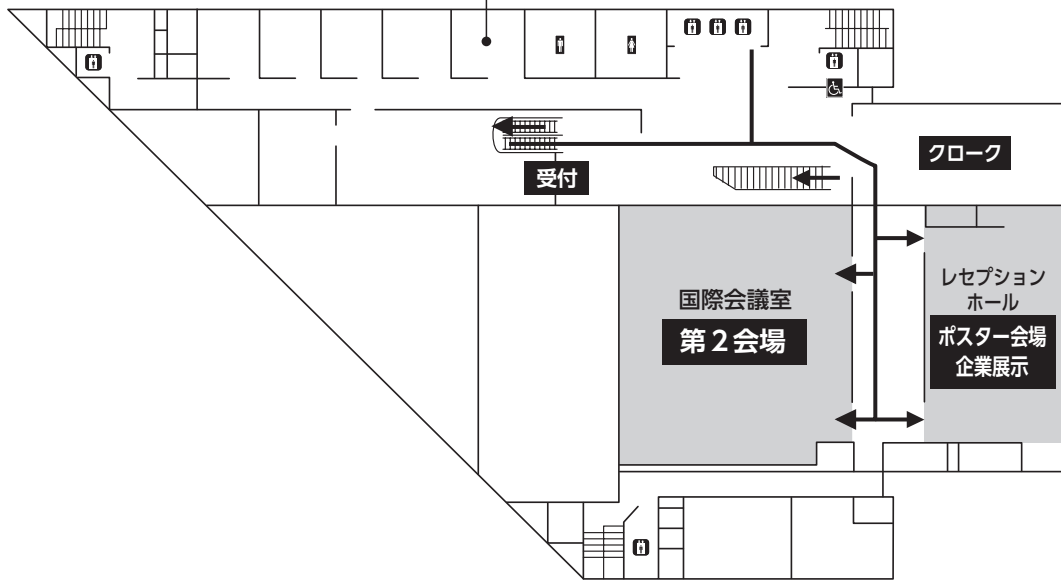 クローク
受付
国際会議室
第2会場
レセプション
ホール
ポスター会場
企業展示